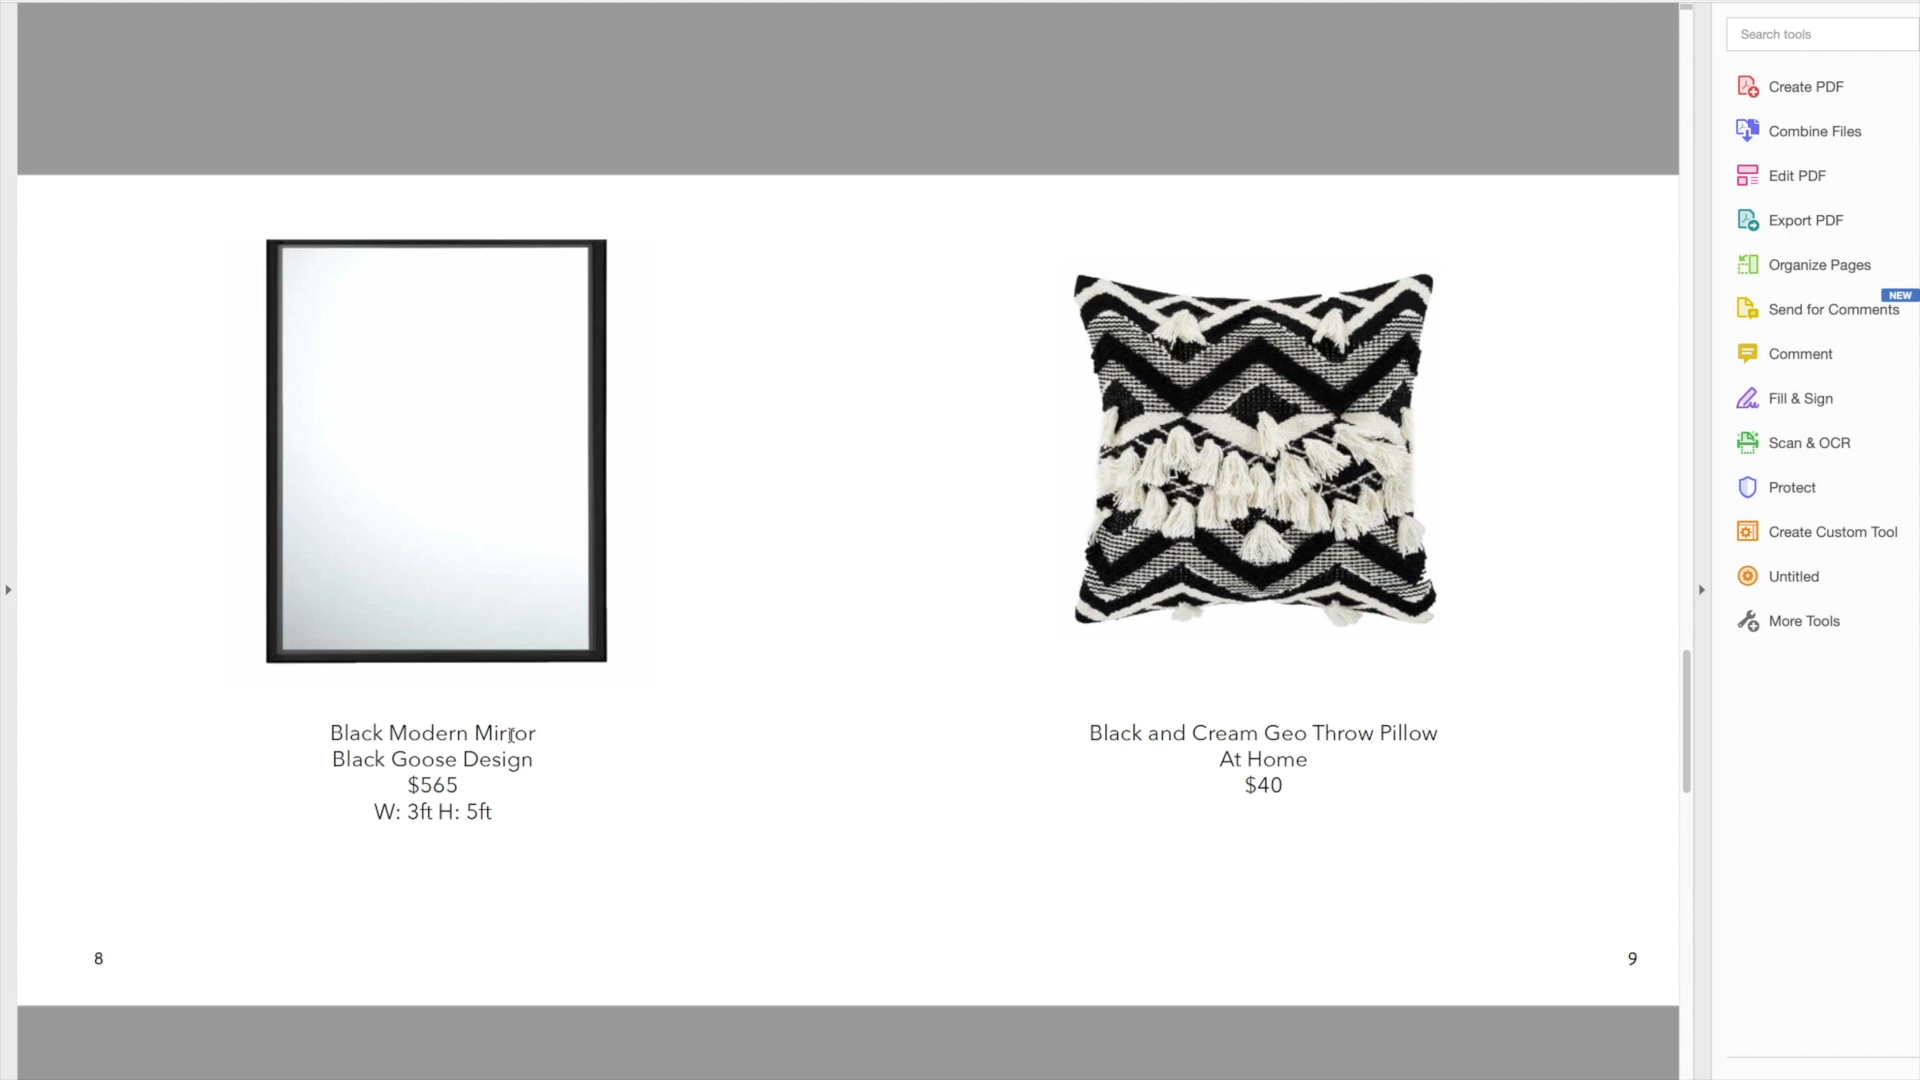 Black Modern Mirror
Black Goose Design
$565
W: 3ft H: 5ft
8
Black and Cream Geo Throw Pillow
At Home
$40
9
Search tools
Create PDF
Combine Files
Edit PDF
Export PDF
Organize Pages
NEW
Send for Comments
Comment
Fill & Sign
Scan & OCR
Protect
Create Custom Tool
Untitled
More Tools